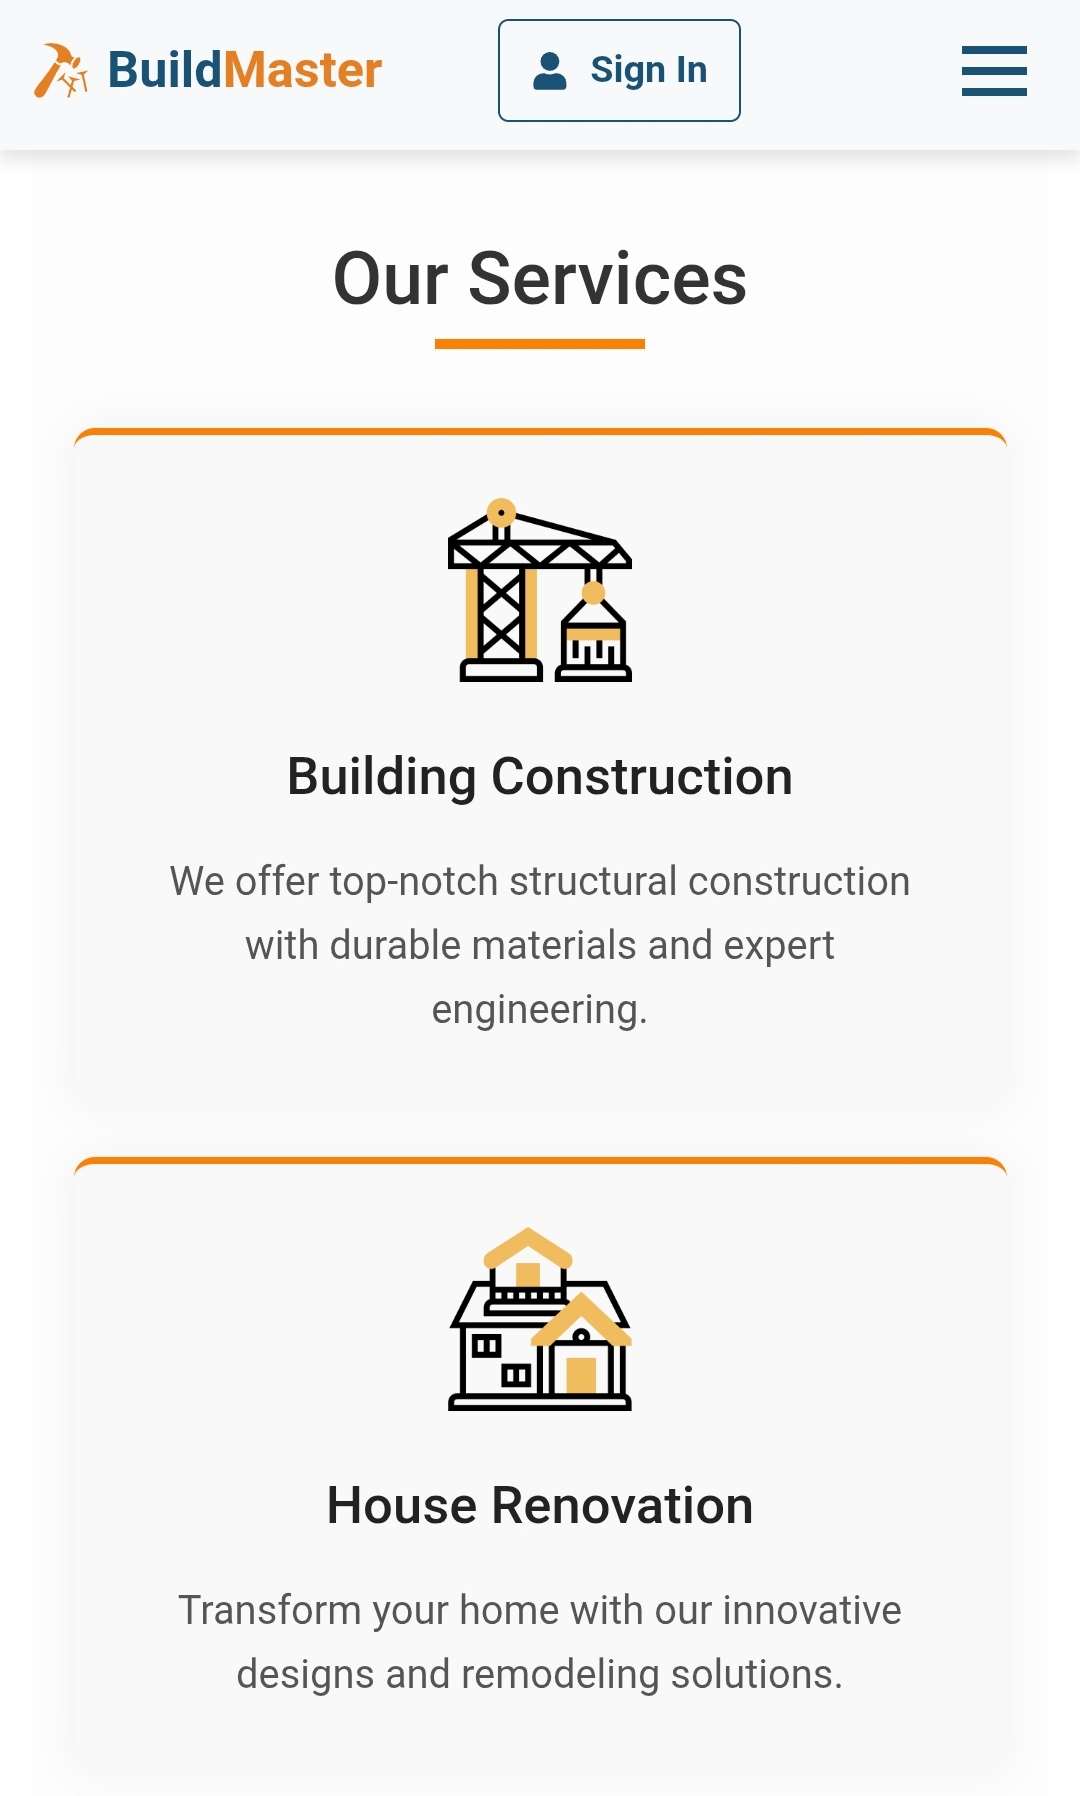 BuildMaster
Sign In
Our Services
Building Construction
We offer top-notch structural construction
with durable materials and expert
engineering.
House Renovation
Transform your home with our innovative
designs and remodeling solutions.